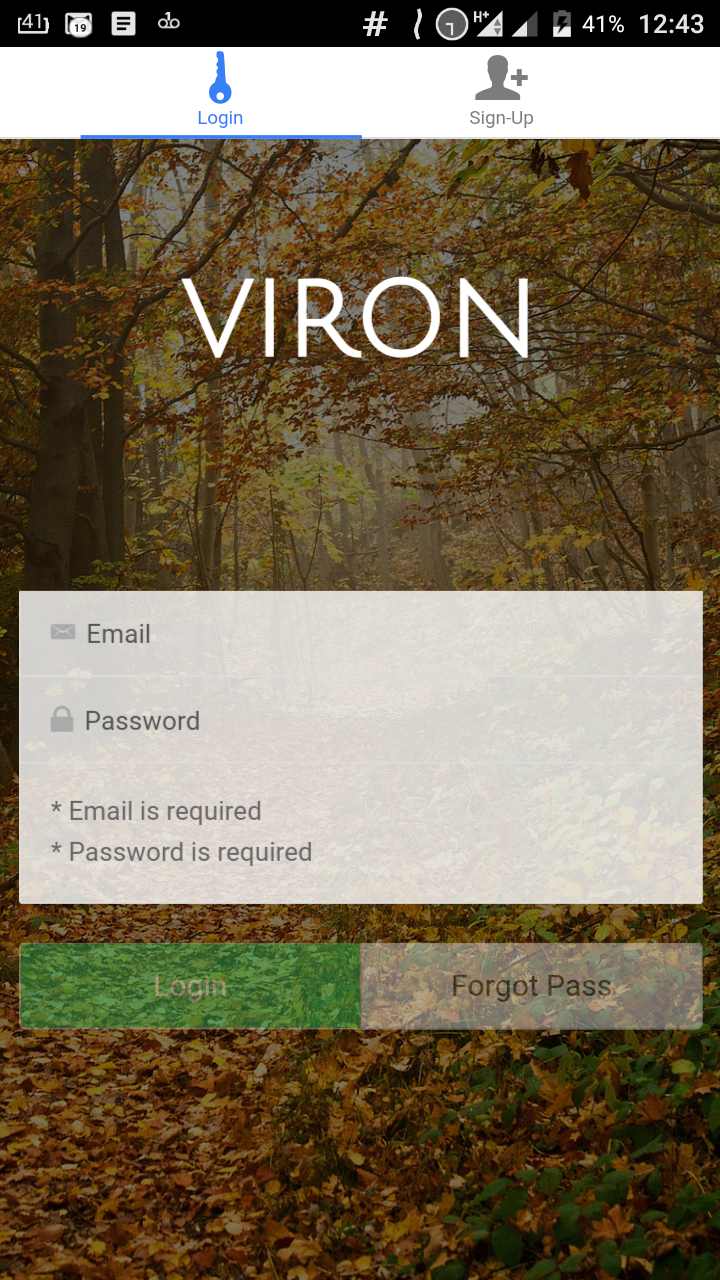 41
19
H+
41%
12:43
Login
Sign-Up
VIRON
Email
Password
* Email is required
* Password is required
Login
Forgot Pass